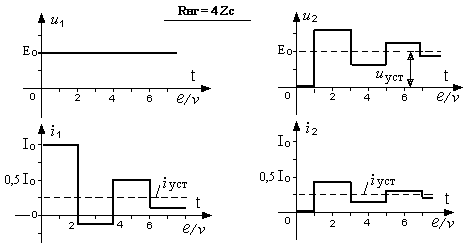 Rнг = 4Zc
u1
E0
t
0 2 4 6 ℓ/v
u2
E0
uуст
t
0 2 4 6 ℓ/v
i1
I0
0,5 I0
iуст
t
0
2 4 6 ℓ/v
i2
I0
0,5 I0
iуст
t
0 2 4 6 ℓ/v